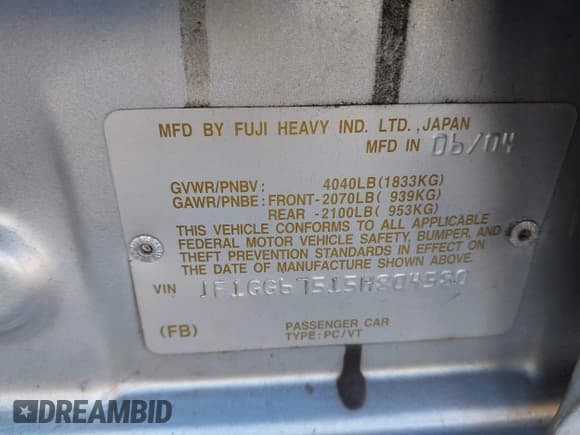 MFD BY FUJI HEAVY IND. LTD.,JAPAN
MFD IN 06/04
GVWR/PNBV: 4040LB(1833KG)
GAWR/PNBE: FRONT-2070LB( 939KG)
REAR -2100LB( 953KG)
THIS VEHICLE CONFORMS TO ALL APPLICABLE
FEDERAL MOTOR VEHICLE SAFETY, BUMPER, AND
THEFT PREVENTION STANDARDS IN EFFECT ON
THE DATE OF MANUFACTURE SHOWN ABOVE.
VIN
(FB)
PASSENGER CAR
TYPE:PC/VT
DREAMBID